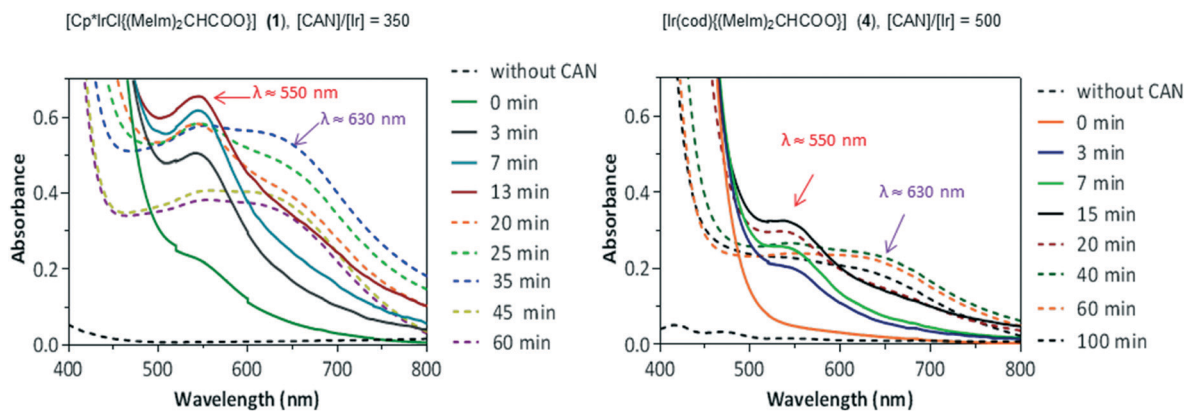 [Cp*IrCl{(MeIm)₂CHCOO}] (1), [CAN]/[Ir] = 350
λ ≈ 550 nm
λ ≈ 630 nm
0.6
0.4
0.2
0.0
Absorbance
400 500 600 700 800
Wavelength (nm)
without CAN
0 min
3 min
7 min
13 min
20 min
25 min
35 min
45 min
60 min
[Ir(cod){(MeIm)₂CHCOO}] (4), [CAN]/[Ir] = 500
λ ≈ 550 nm
λ ≈ 630 nm
0.6
0.4
0.2
0.0
Absorbance
400 500 600 700 800
Wavelength (nm)
without CAN
0 min
3 min
7 min
15 min
20 min
40 min
60 min
100 min